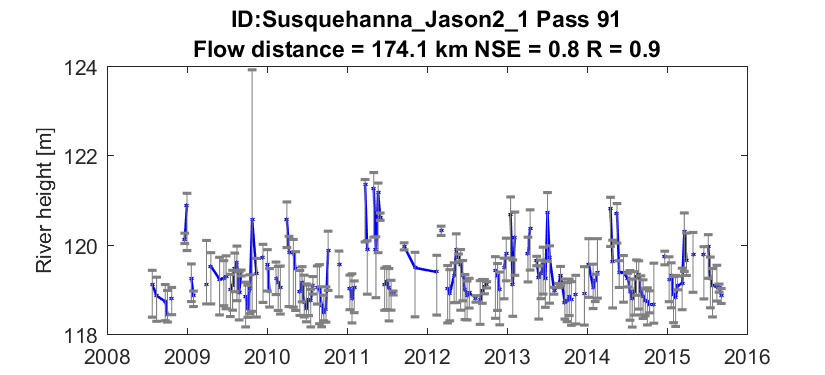 ID:Susquehanna_Jason2_1 Pass 91
Flow distance = 174.1 km NSE = 0.8 R = 0.9
River height [m]
124
122
120
118
2008 2009 2010 2011 2012 2013 2014 2015 2016